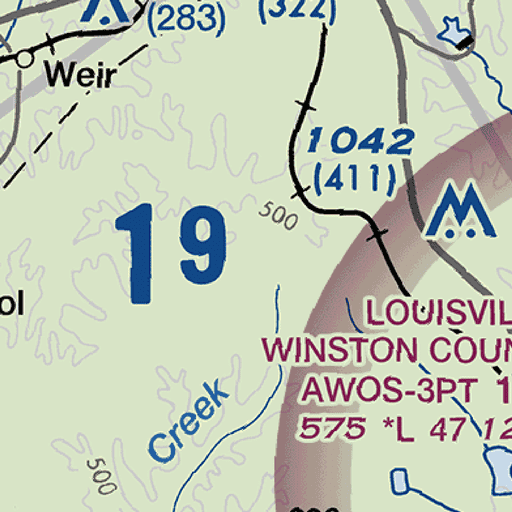 (283)
(322)
Weir
1042
(411)
500
19
LOUISVIL
WINSTON COUN
AWOS-3PT 1
575 *L 47 12
ol
Creek
500